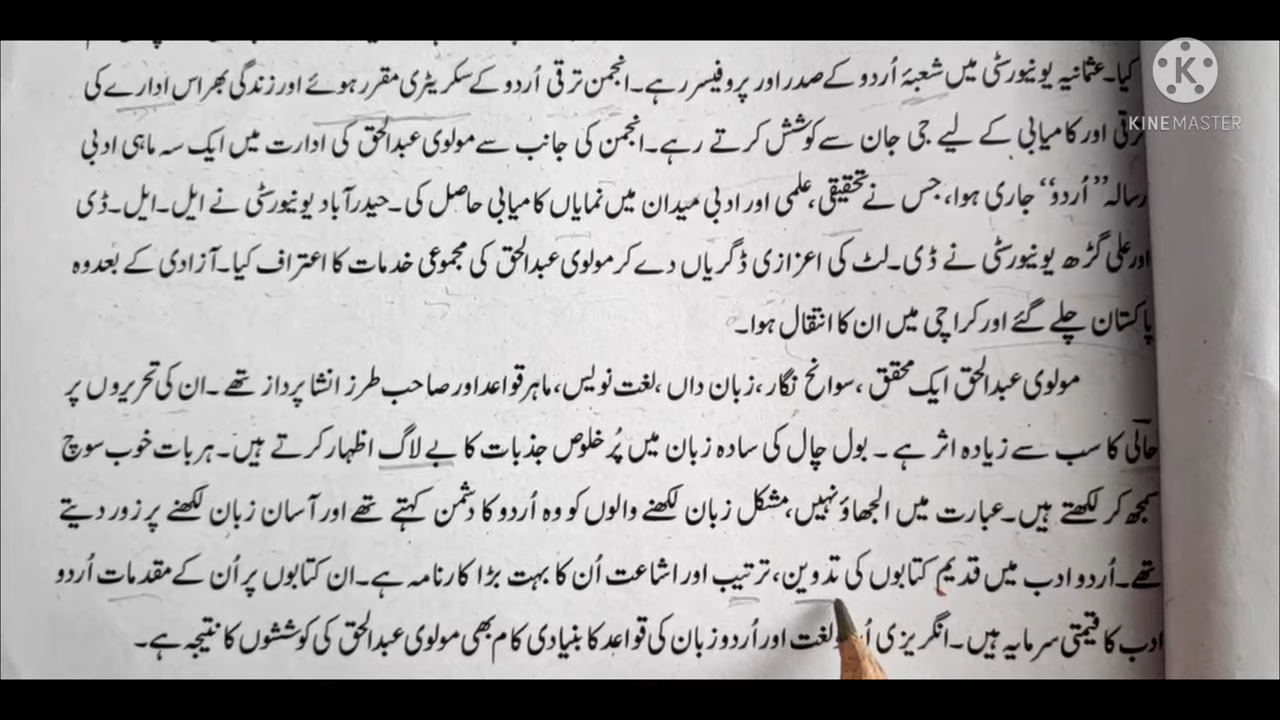 کیا۔ عثمانیہ یونیورسٹی میں شعبۂ اُردو کے صدر اور پروفیسر رہے۔ انجمن ترقی اُردو کے سکریٹری مقرر ہوئے اور زندگی بھر اس ادارے کی
ترقی اور کامیابی کے لیے جی جان سے کوشش کرتے رہے۔ انجمن کی جانب سے مولوی عبدالحق کی ادارت میں ایک سہ ماہی ادبی
رسالہ ”اُردو“ جاری ہوا، جس نے تحقیقی، علمی اور ادبی میدان میں نمایاں کامیابی حاصل کی۔ حیدرآباد یونیورسٹی نے ایل۔ ایل۔ ڈی
اور علی گڑھ یونیورسٹی نے ڈی۔ لٹ کی اعزازی ڈگریاں دے کر مولوی عبدالحق کی مجموعی خدمات کا اعتراف کیا۔ آزادی کے بعد وہ
پاکستان چلے گئے اور کراچی میں ان کا انتقال ہوا۔
مولوی عبدالحق ایک محقق، سوانح نگار، زبان داں، لغت نویس، ماہر قواعد اور صاحب طرز انشا پرداز تھے۔ ان کی تحریروں پر
حالؔی کا سب سے زیادہ اثر ہے۔ بول چال کی سادہ زبان میں پُر خلوص جذبات کا بے لاگ اظہار کرتے ہیں۔ ہر بات خوب سوچ
سمجھ کر لکھتے ہیں۔ عبارت میں الجھاؤ نہیں، مشکل زبان لکھنے والوں کو وہ اُردو کا دشمن کہتے تھے اور آسان زبان لکھنے پر زور دیتے
تھے۔ اُردو ادب میں قدیم کتابوں کی تدوین، ترتیب اور اشاعت اُن کا بہت بڑا کارنامہ ہے۔ ان کتابوں پر اُن کے مقدمات اُردو
ادب کا قیمتی سرمایہ ہیں۔ انگریزی لغت اور اُردو زبان کی قواعد کا بنیادی کام بھی مولوی عبدالحق کی کوششوں کا نتیجہ ہے۔
K
KINEMASTER